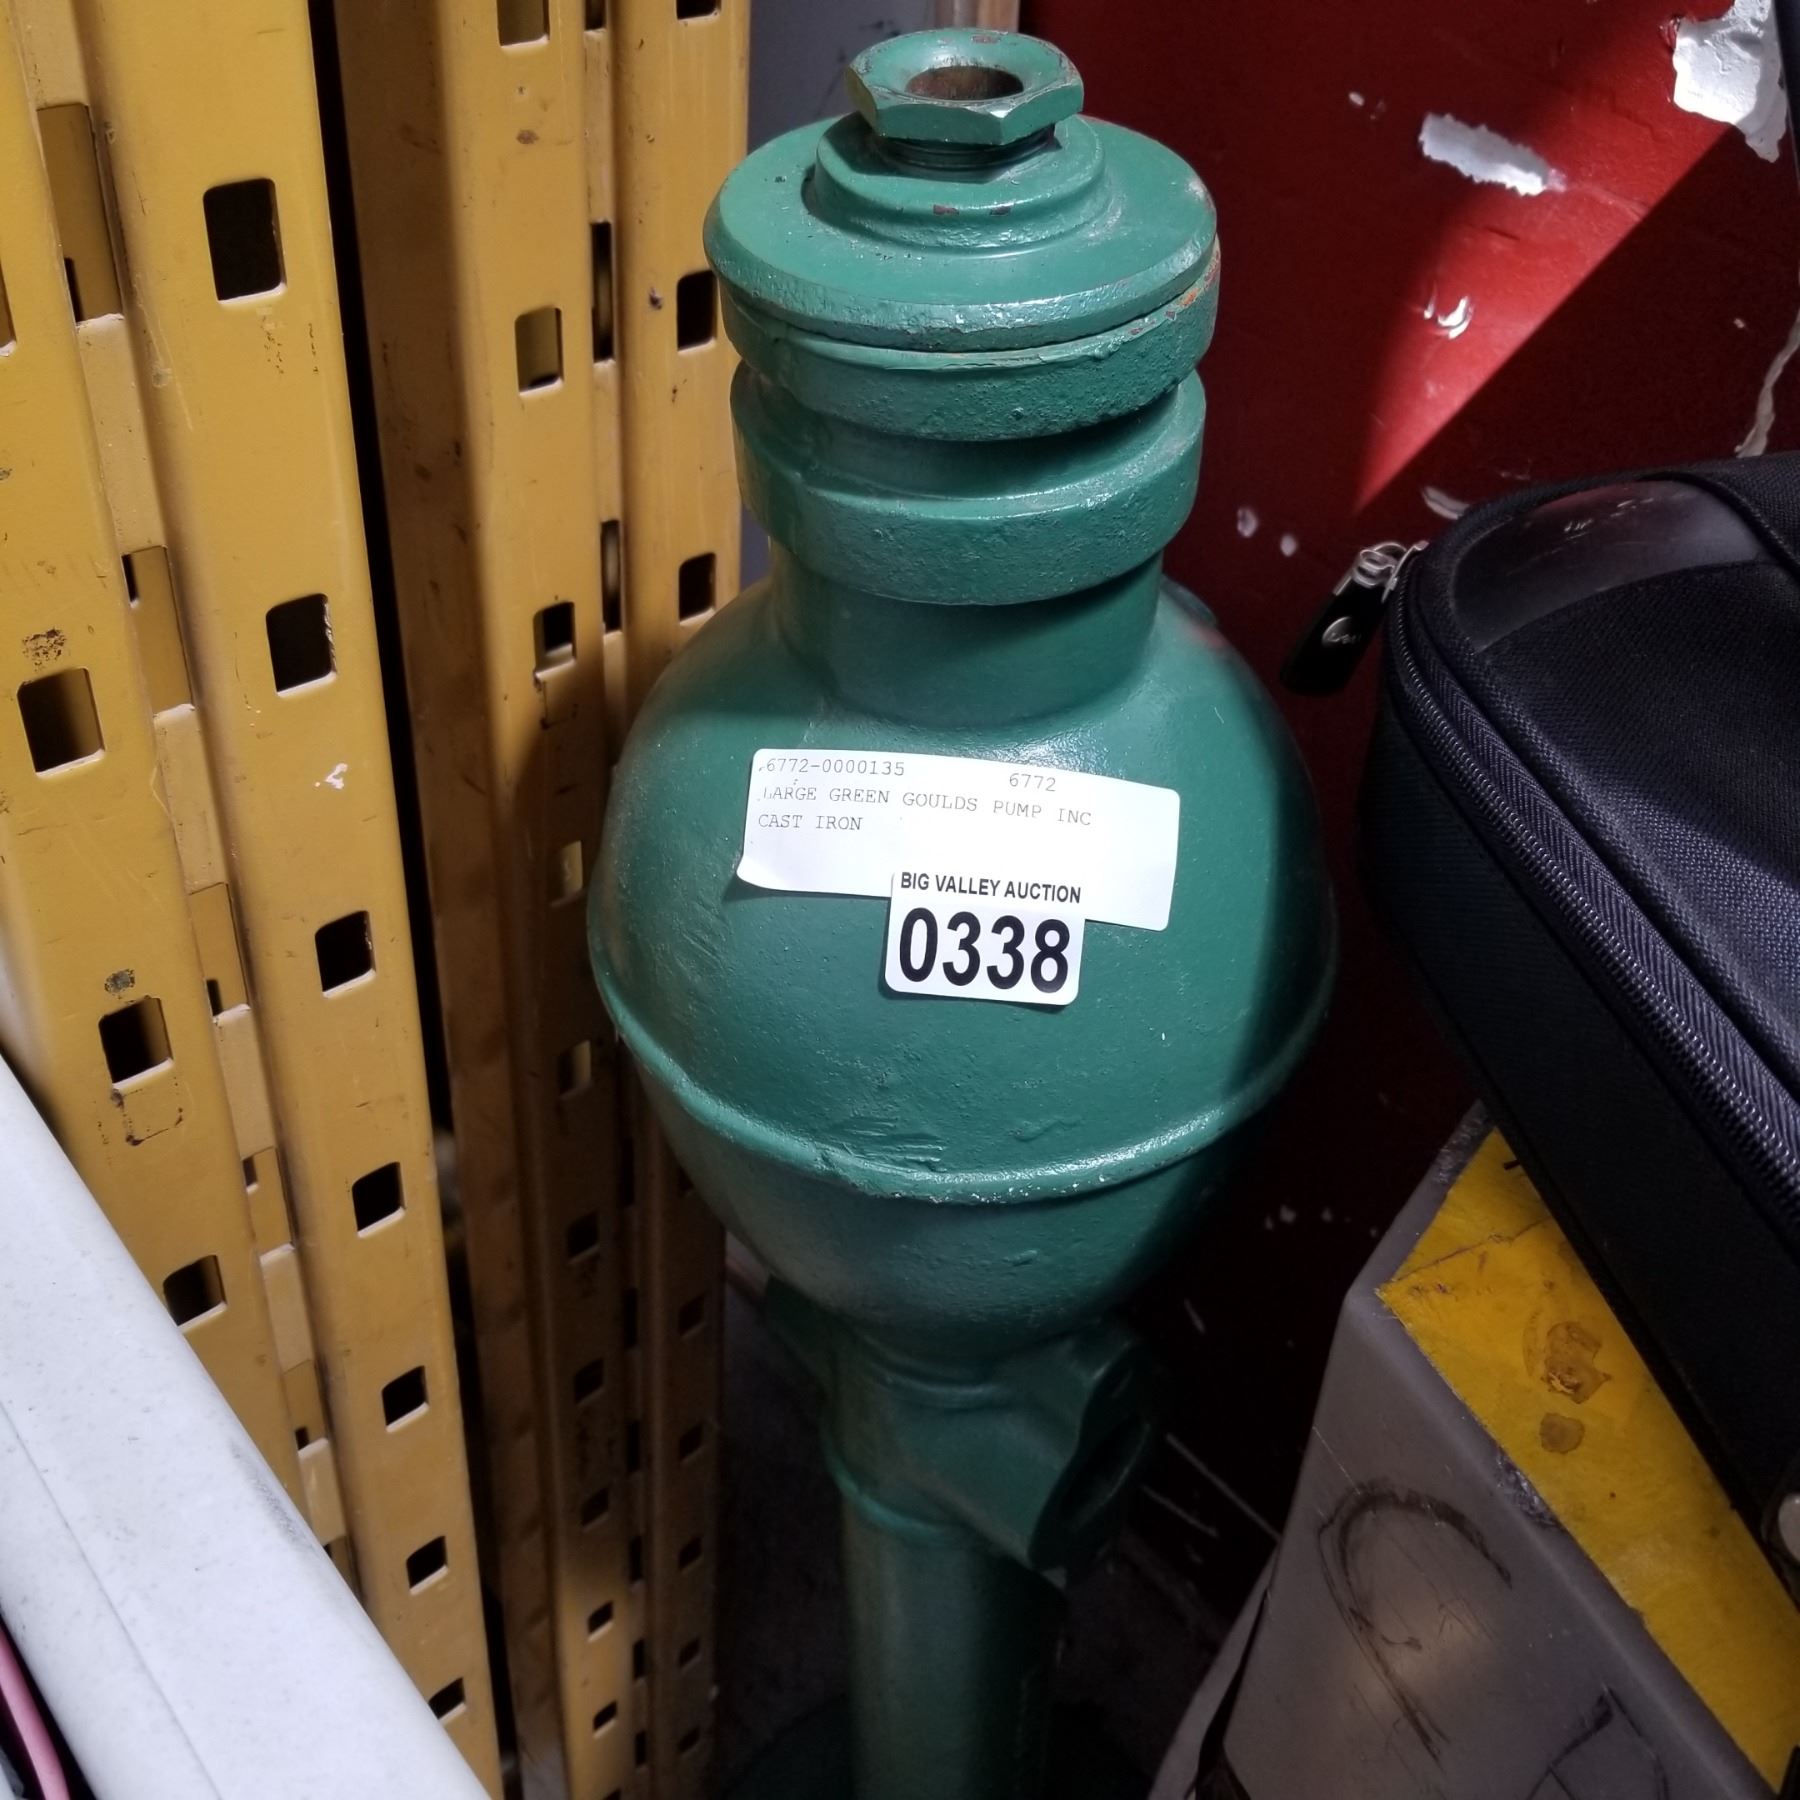 6772-0000135 6772
LARGE GREEN GOULDS PUMP INC
CAST IRON
BIG VALLEY AUCTION
0338